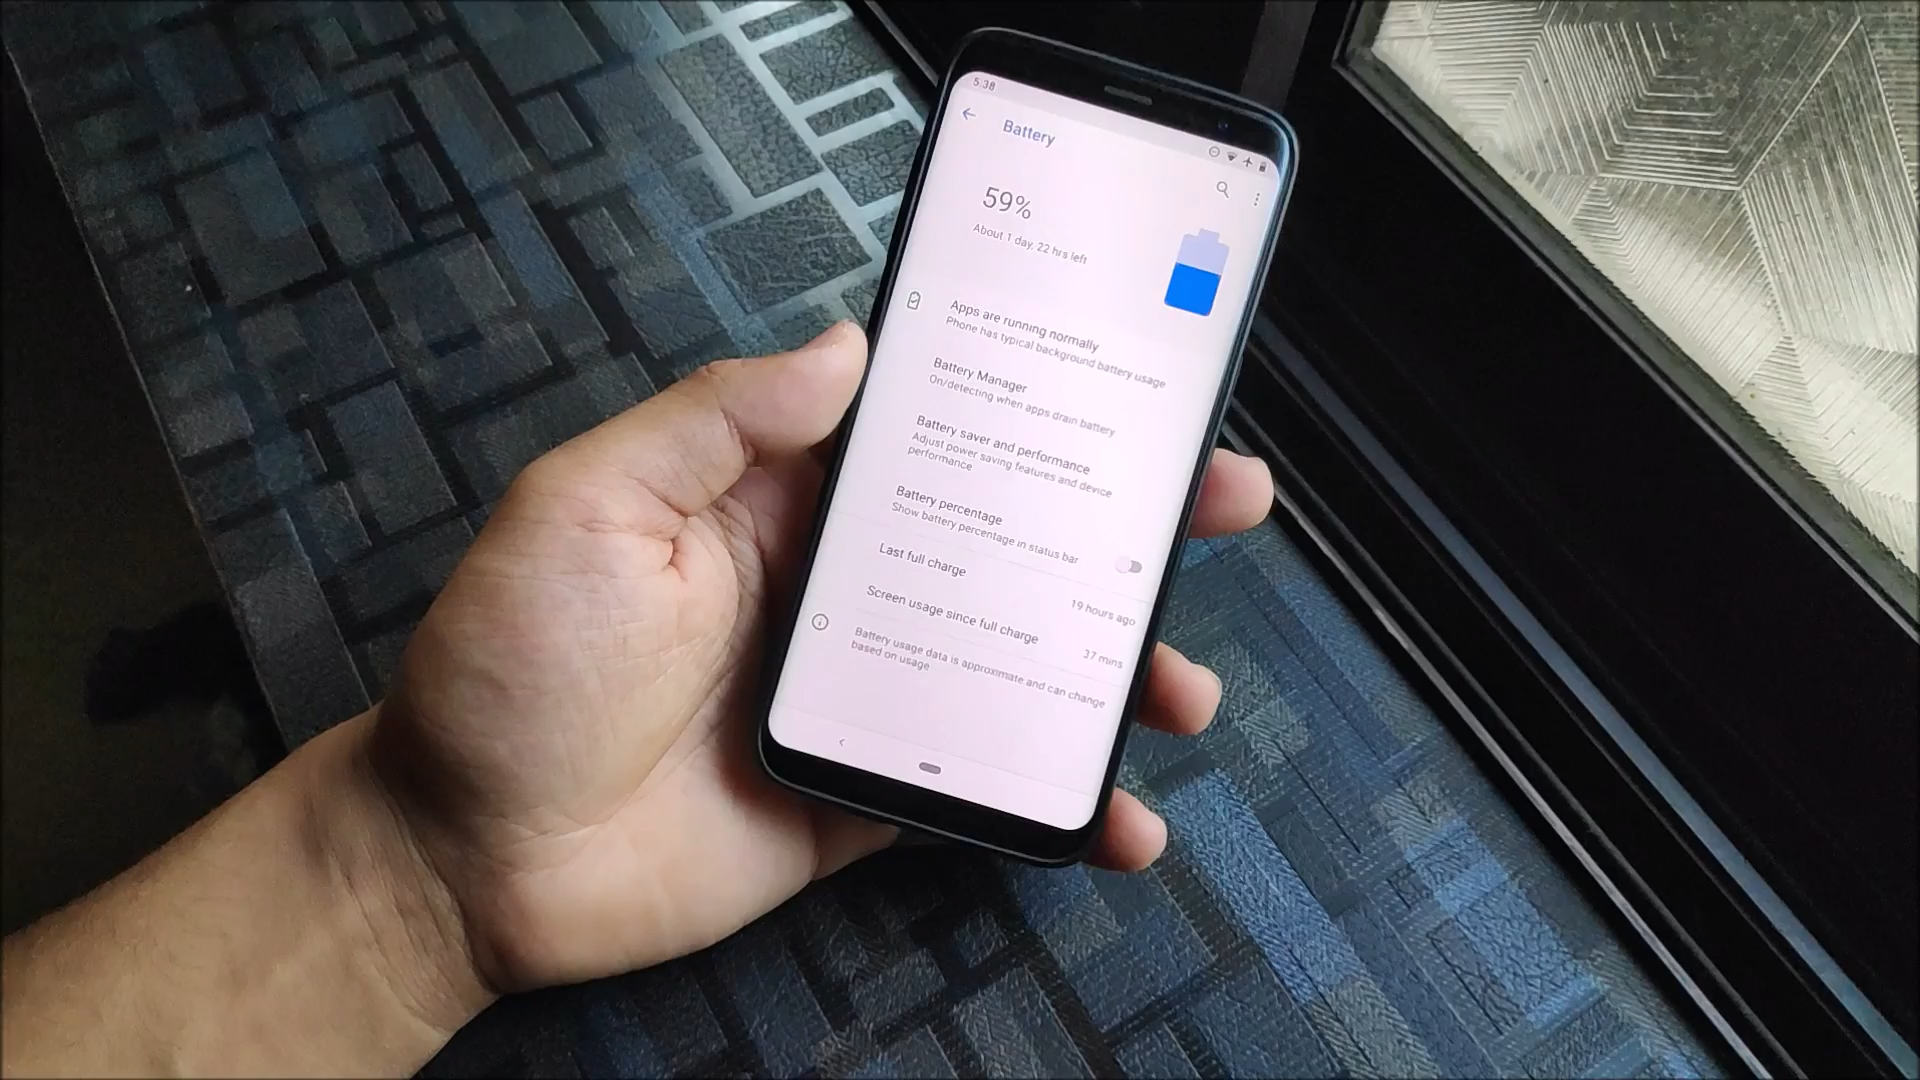 5:38
Battery
59%
About 1 day, 22 hrs left
Apps are running normally
Phone has typical background battery usage
Battery Manager
On/detecting when apps drain battery
Battery saver and performance
Adjust power saving features and device
performance
Battery percentage
Show battery percentage in status bar
Last full charge
19 hours ago
Screen usage since full charge
37 mins
Battery usage data is approximate and can change
based on usage